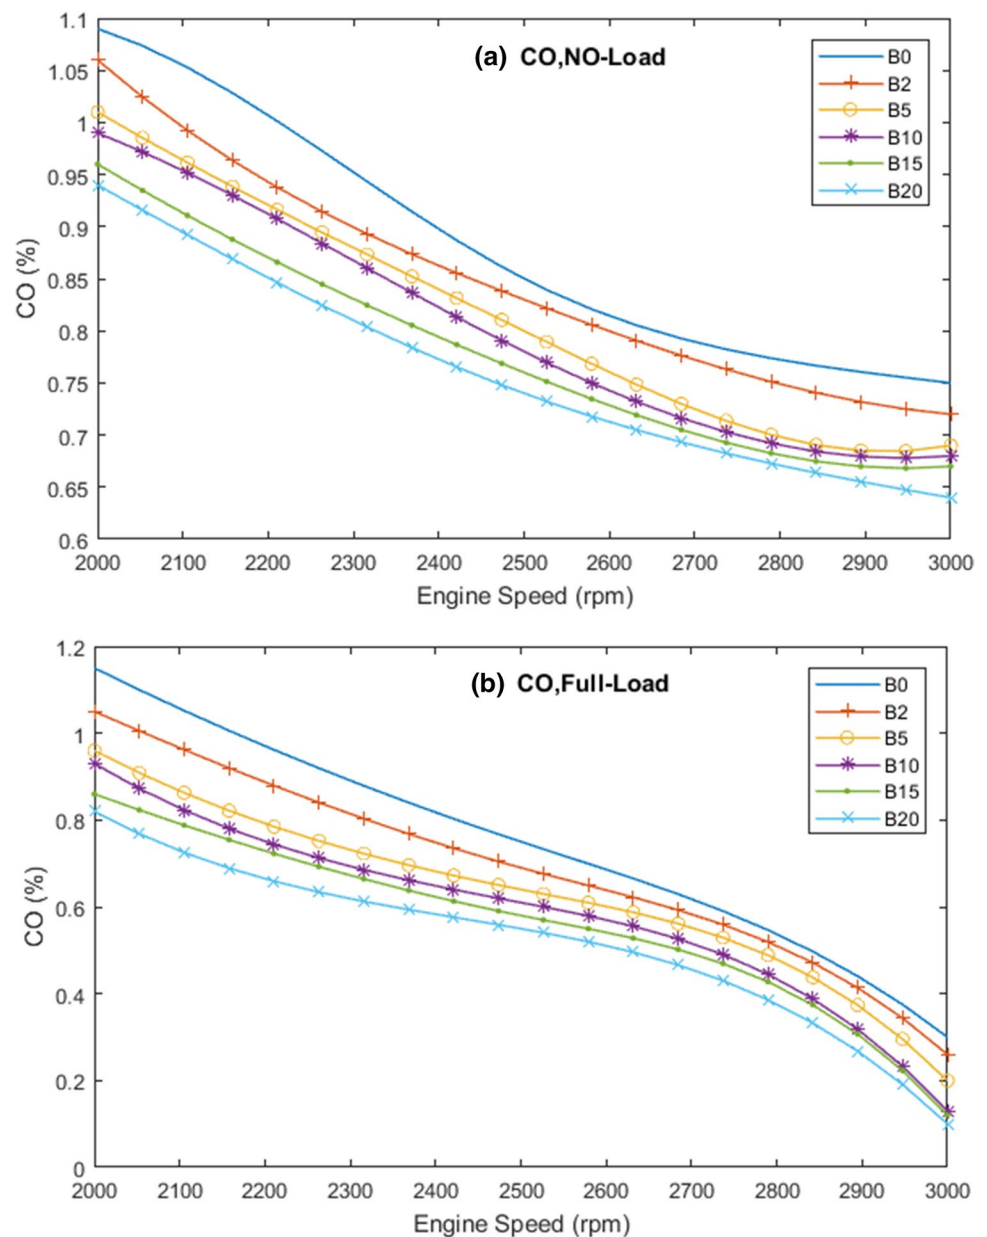 (a) CO,NO-Load
B0
B2
B5
B10
B15
B20
CO (%)
1.1
1.05
1
0.95
0.9
0.85
0.8
0.75
0.7
0.65
0.6
2000 2100 2200 2300 2400 2500 2600 2700 2800 2900 3000
Engine Speed (rpm)
(b) CO,Full-Load
B0
B2
B5
B10
B15
B20
CO (%)
1.2
1
0.8
0.6
0.4
0.2
0
2000 2100 2200 2300 2400 2500 2600 2700 2800 2900 3000
Engine Speed (rpm)